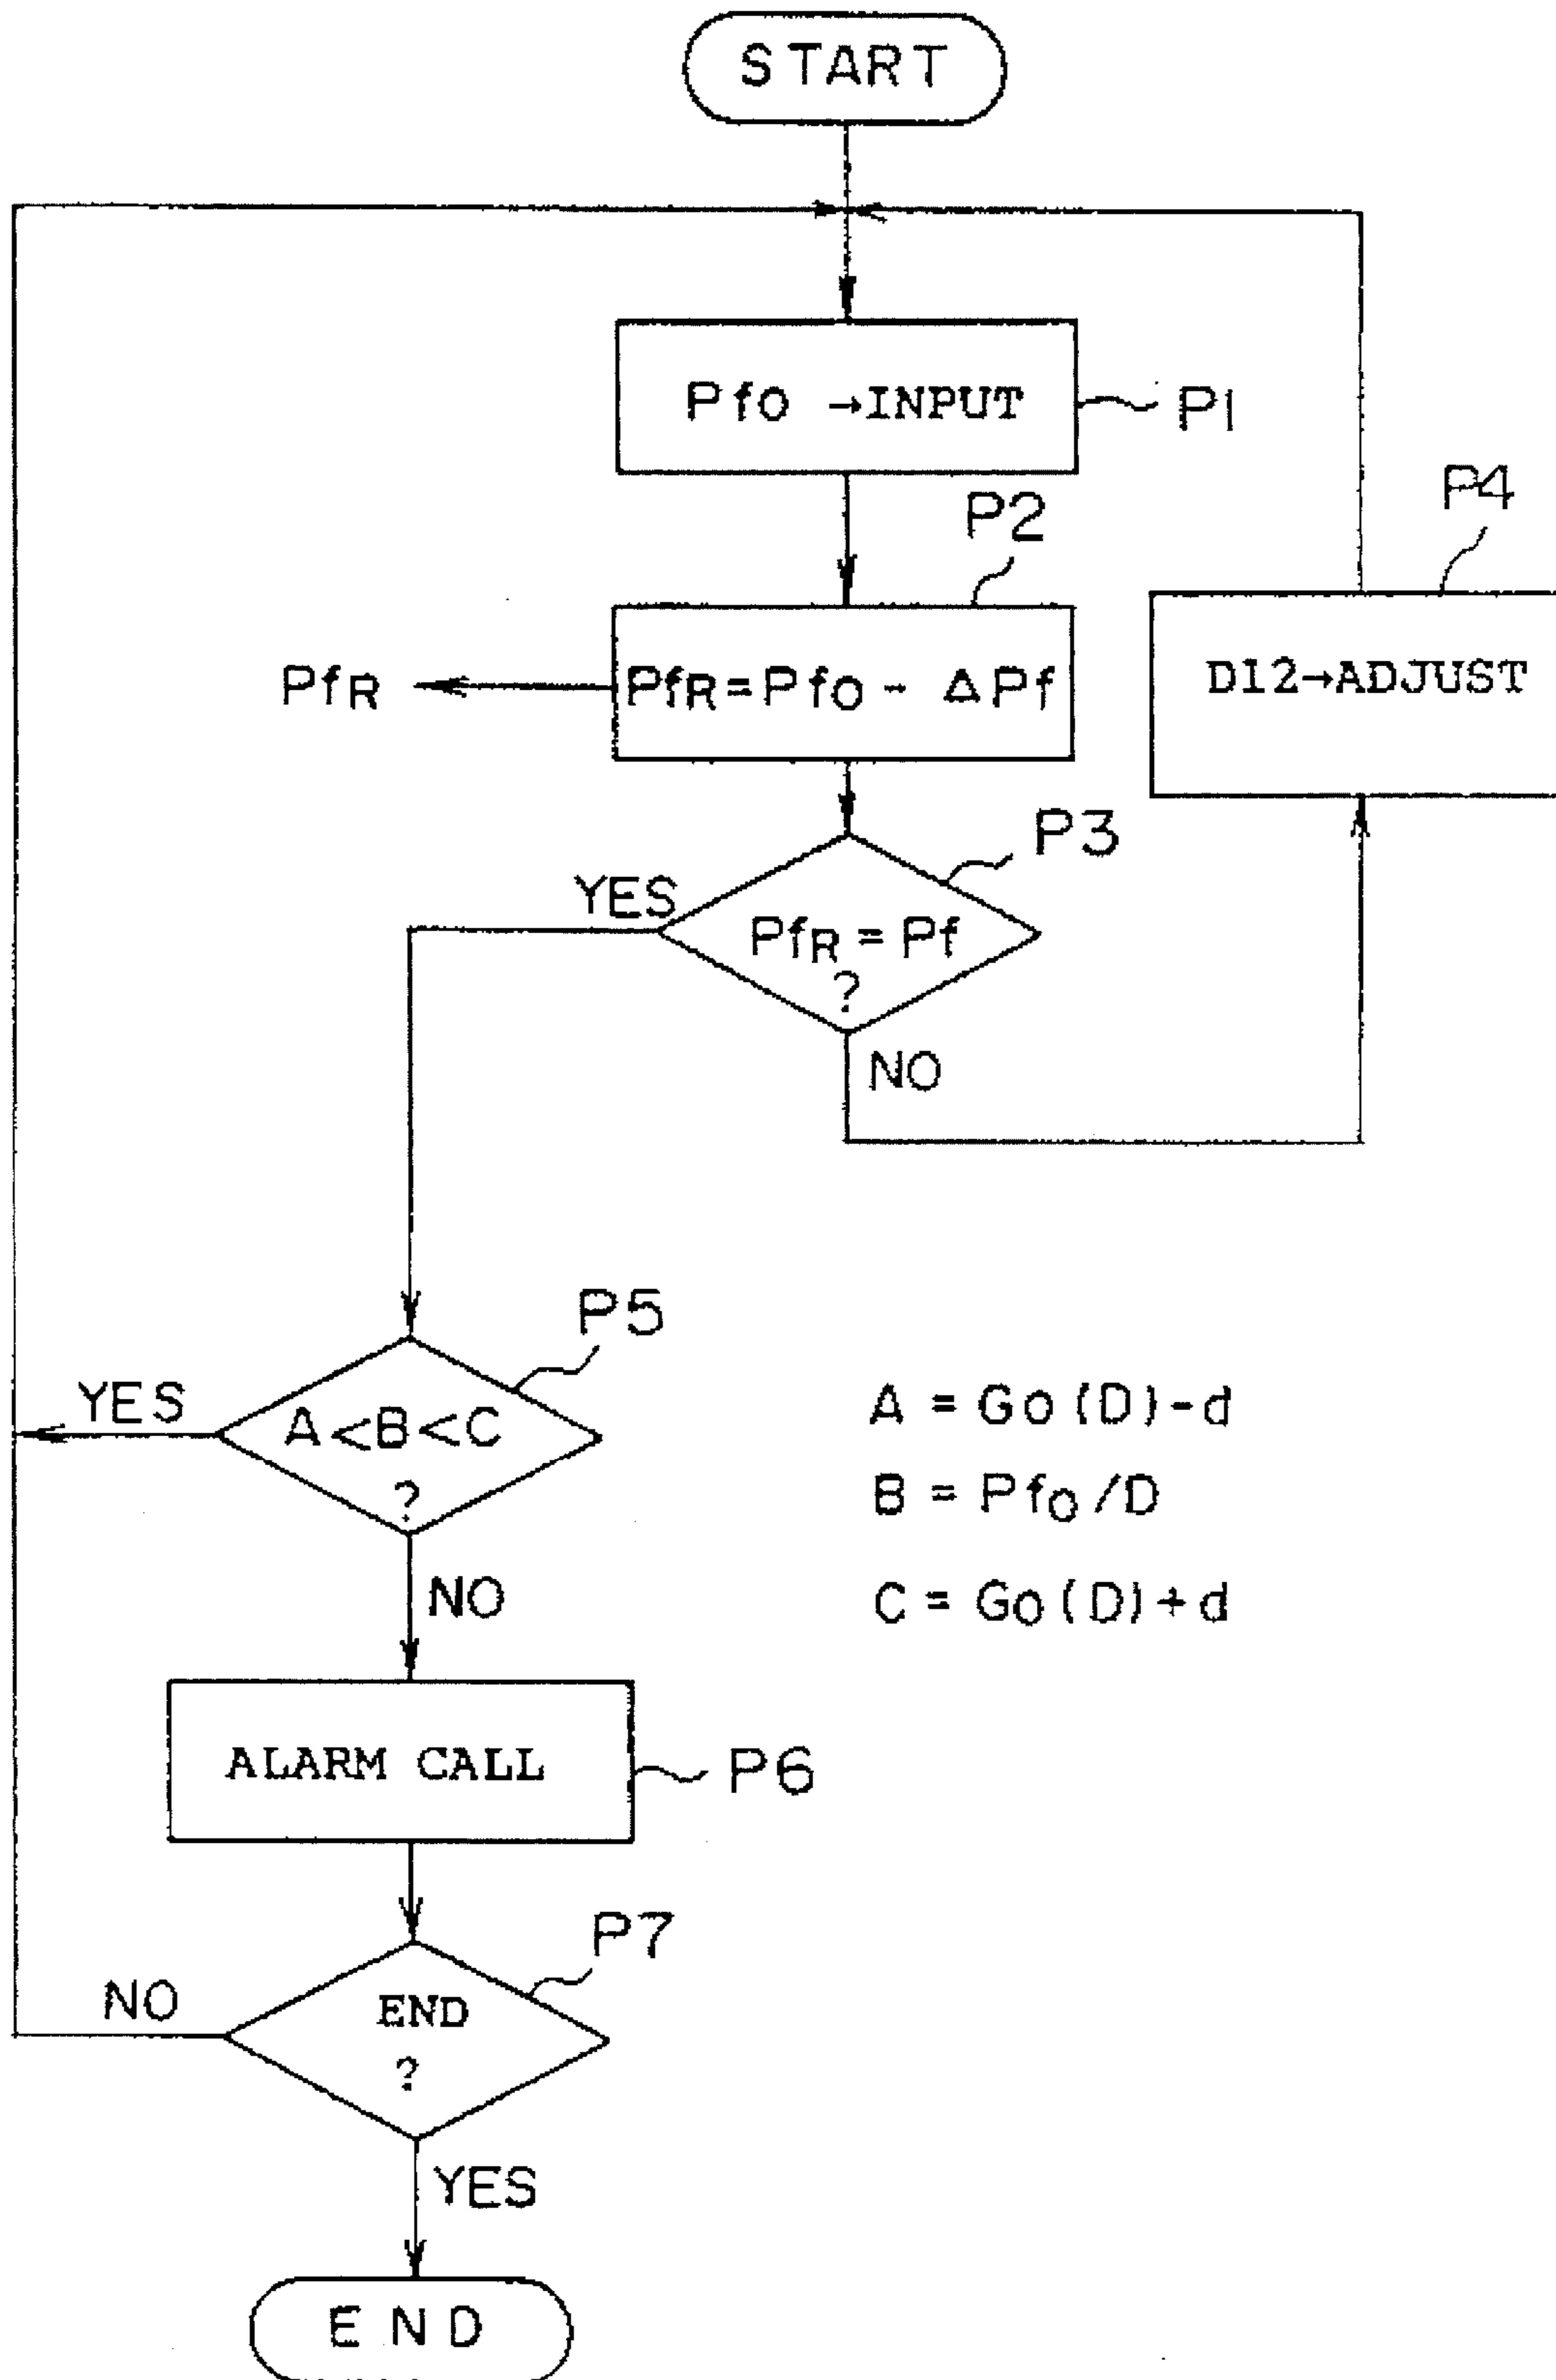 START
Pfo →INPUT
P1
P2
P4
PfR
PfR = Pfo - Δ Pf
D12→ADJUST
P3
YES
PfR = Pf
?
NO
P5
YES
A<B<C
?
A = Go(D)-d
B = Pfo/D
C = Go(D)+d
NO
ALARM CALL
P6
P7
NO
END
?
YES
END